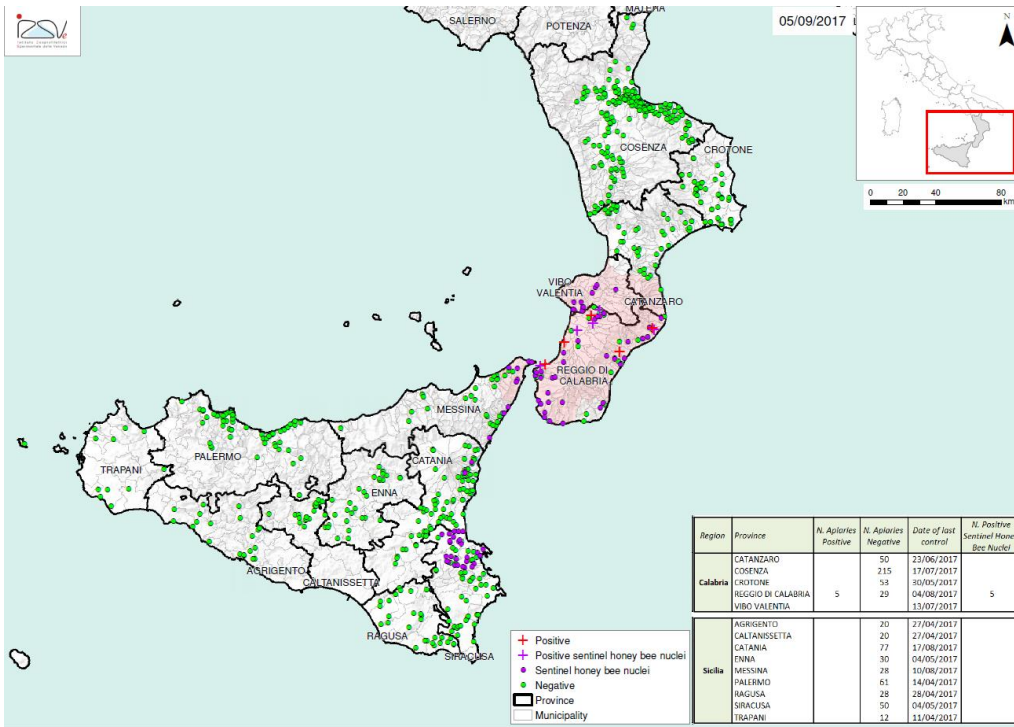 05/09/2017
SALERNO
POTENZA
MATERA
N
COSENZA
CROTONE
0 20 40 80
km
VIBO
VALENTIA
CATANZARO
REGGIO DI
CALABRIA
MESSINA
PALERMO
TRAPANI
CATANIA
ENNA
AGRIGENTO
CALTANISSETTA
RAGUSA
SIRACUSA
Positive
Positive sentinel honey bee nuclei
Sentinel honey bee nuclei
Negative
Province
Municipality
Region Province N. Apiaries Positive N. Apiaries Negative Date of last control N. Positive Sentinel Honey Bee Nuclei
Calabria
CATANZARO 50 23/06/2017
COSENZA 215 17/07/2017
CROTONE 53 30/05/2017
REGGIO DI CALABRIA 5 29 04/08/2017 5
VIBO VALENTIA 13/07/2017
Sicilia
AGRIGENTO 20 27/04/2017
CALTANISSETTA 20 27/04/2017
CATANIA 77 17/08/2017
ENNA 30 04/05/2017
MESSINA 28 10/08/2017
PALERMO 61 14/04/2017
RAGUSA 28 28/04/2017
SIRACUSA 50 04/05/2017
TRAPANI 12 11/04/2017